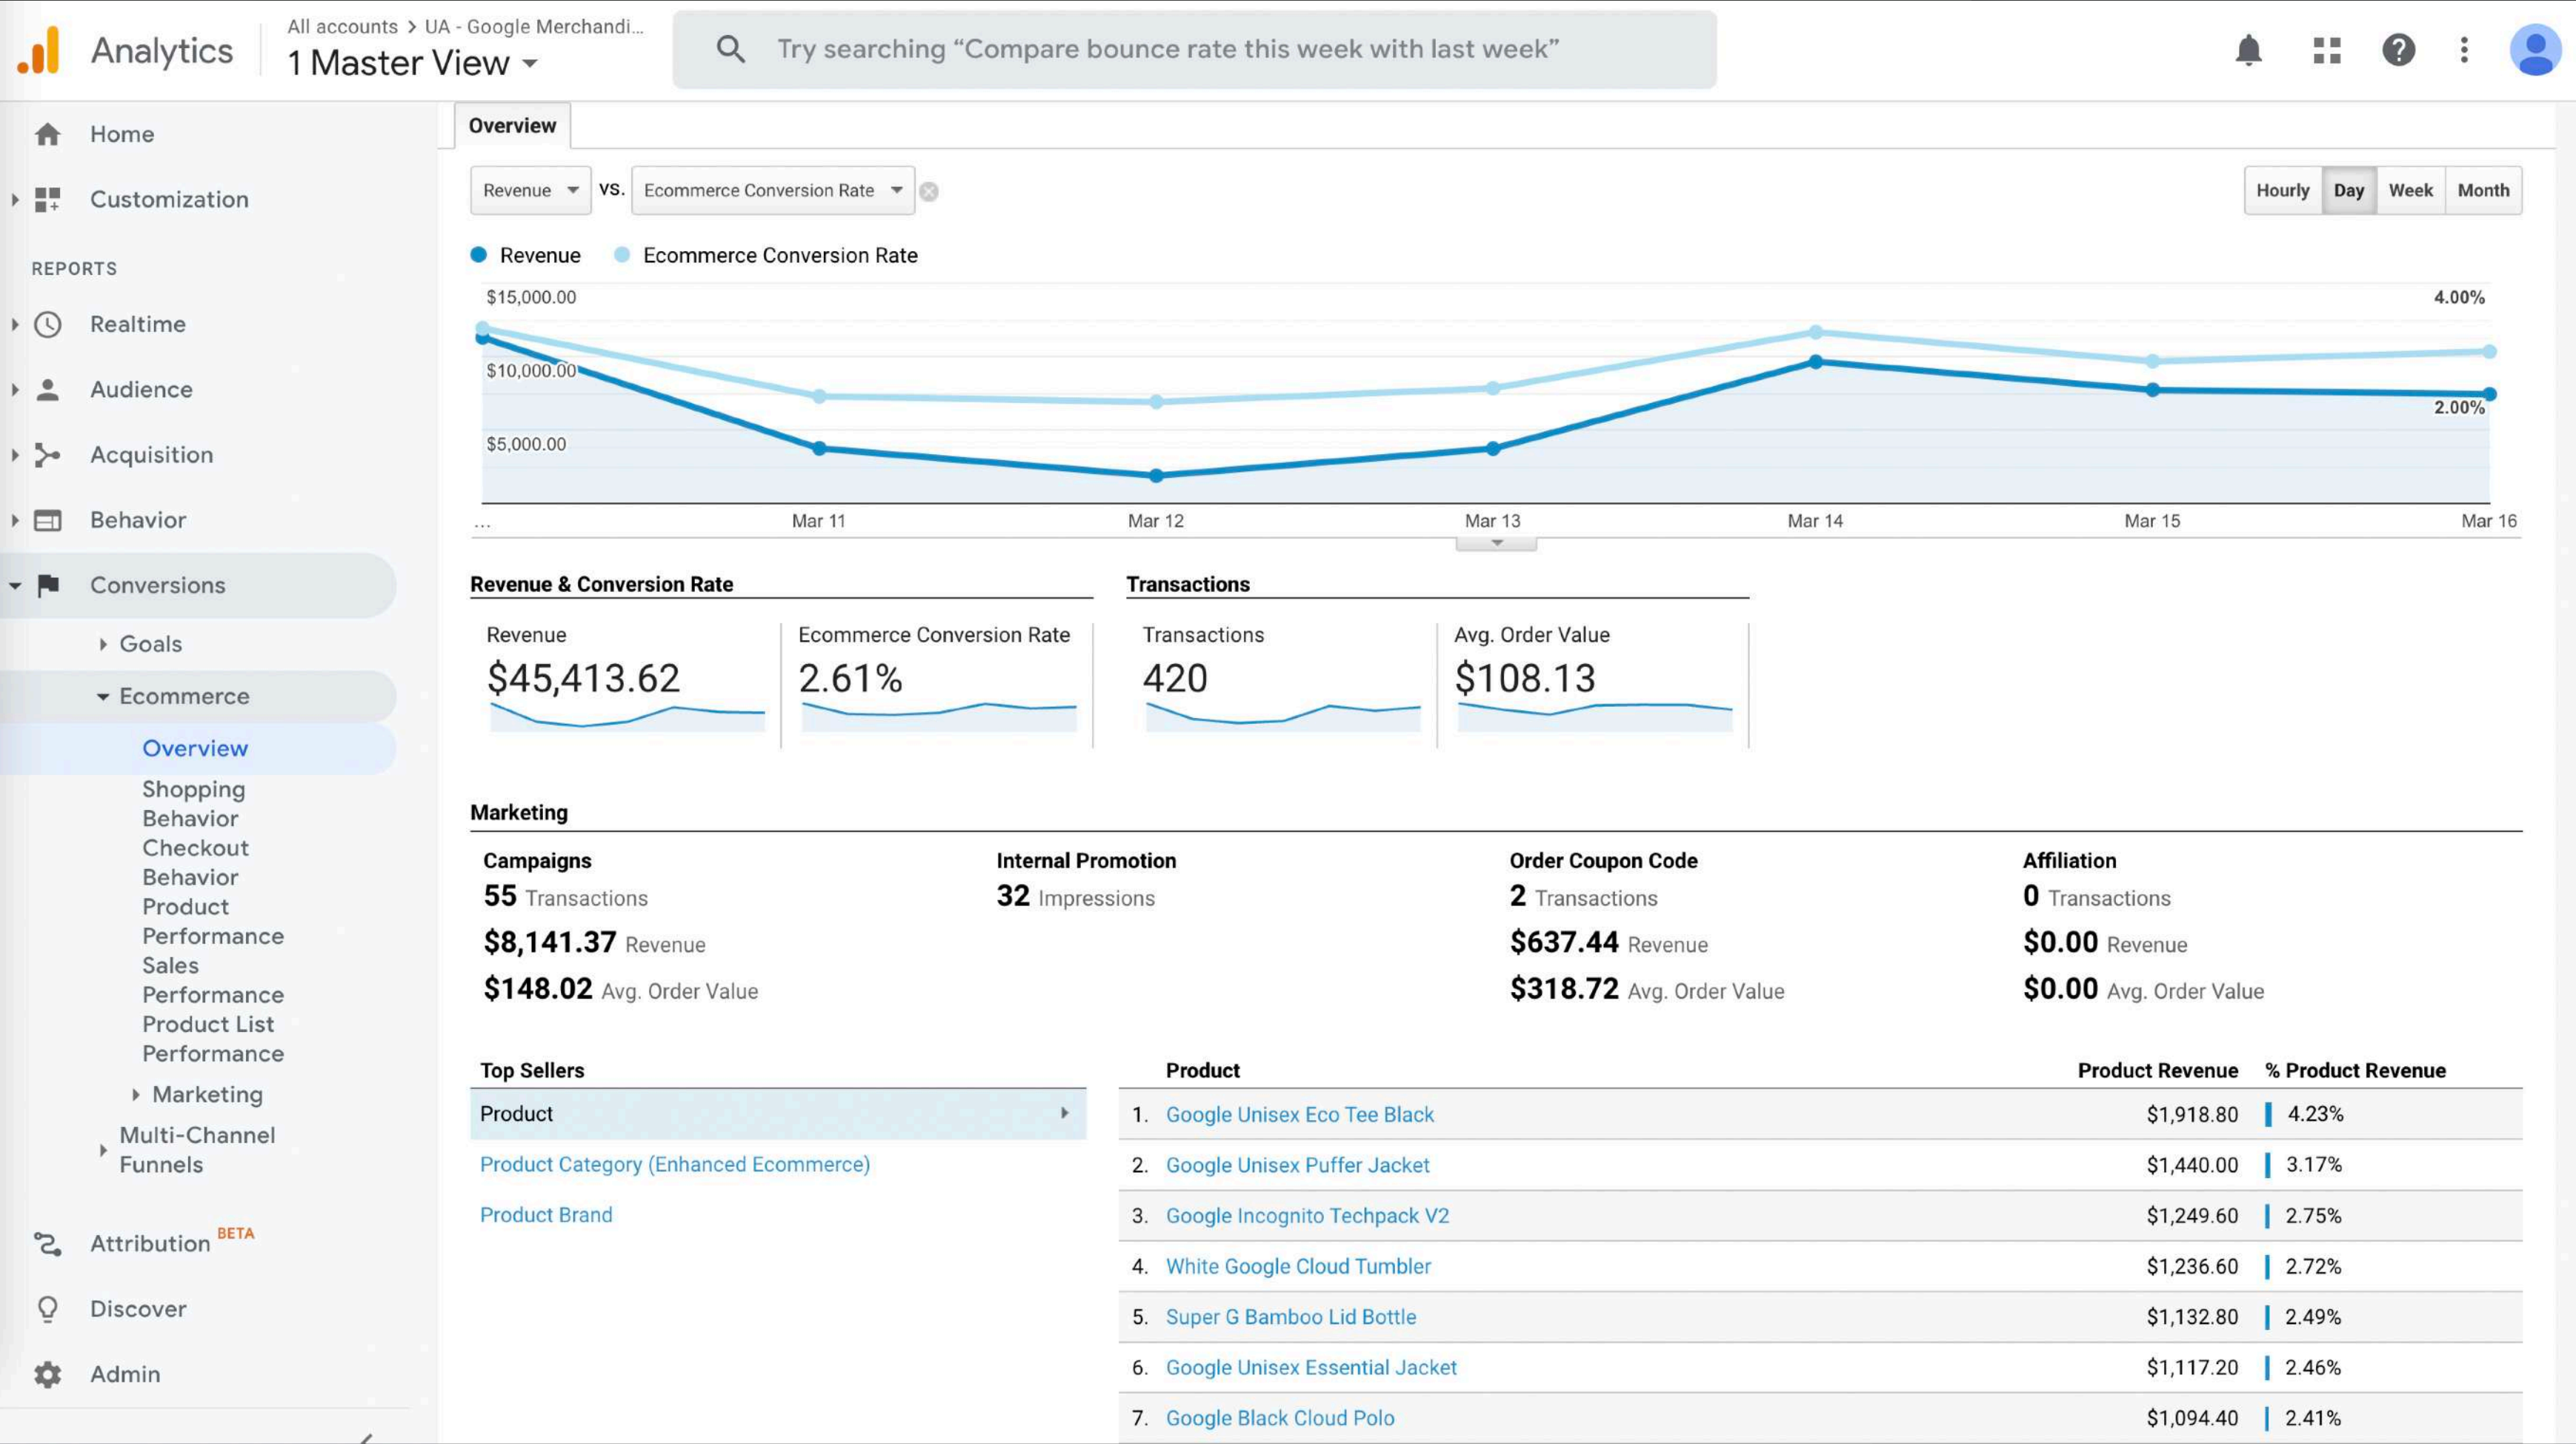 All accounts > UA - Google Merchandi...
Analytics
1 Master View
Try searching “Compare bounce rate this week with last week”
Home
Customization
REPORTS
Realtime
Audience
Acquisition
Behavior
Conversions
Goals
Ecommerce
Overview
Shopping
Behavior
Checkout
Behavior
Product
Performance
Sales
Performance
Product List
Performance
Marketing
Multi-Channel
Funnels
Attribution BETA
Discover
Admin
Overview
Revenue VS. Ecommerce Conversion Rate
Hourly Day Week Month
Revenue Ecommerce Conversion Rate
$15,000.00 4.00%
$10,000.00
2.00%
$5,000.00
... Mar 11 Mar 12 Mar 13 Mar 14 Mar 15 Mar 16
Revenue & Conversion Rate Transactions
Revenue Ecommerce Conversion Rate Transactions Avg. Order Value
$45,413.62 2.61% 420 $108.13
Marketing
Campaigns Internal Promotion Order Coupon Code Affiliation
55 Transactions 32 Impressions 2 Transactions 0 Transactions
$8,141.37 Revenue $637.44 Revenue $0.00 Revenue
$148.02 Avg. Order Value $318.72 Avg. Order Value $0.00 Avg. Order Value
Top Sellers
Product
Product Category (Enhanced Ecommerce)
Product Brand
Product Product Revenue % Product Revenue
1. Google Unisex Eco Tee Black $1,918.80 4.23%
2. Google Unisex Puffer Jacket $1,440.00 3.17%
3. Google Incognito Techpack V2 $1,249.60 2.75%
4. White Google Cloud Tumbler $1,236.60 2.72%
5. Super G Bamboo Lid Bottle $1,132.80 2.49%
6. Google Unisex Essential Jacket $1,117.20 2.46%
7. Google Black Cloud Polo $1,094.40 2.41%